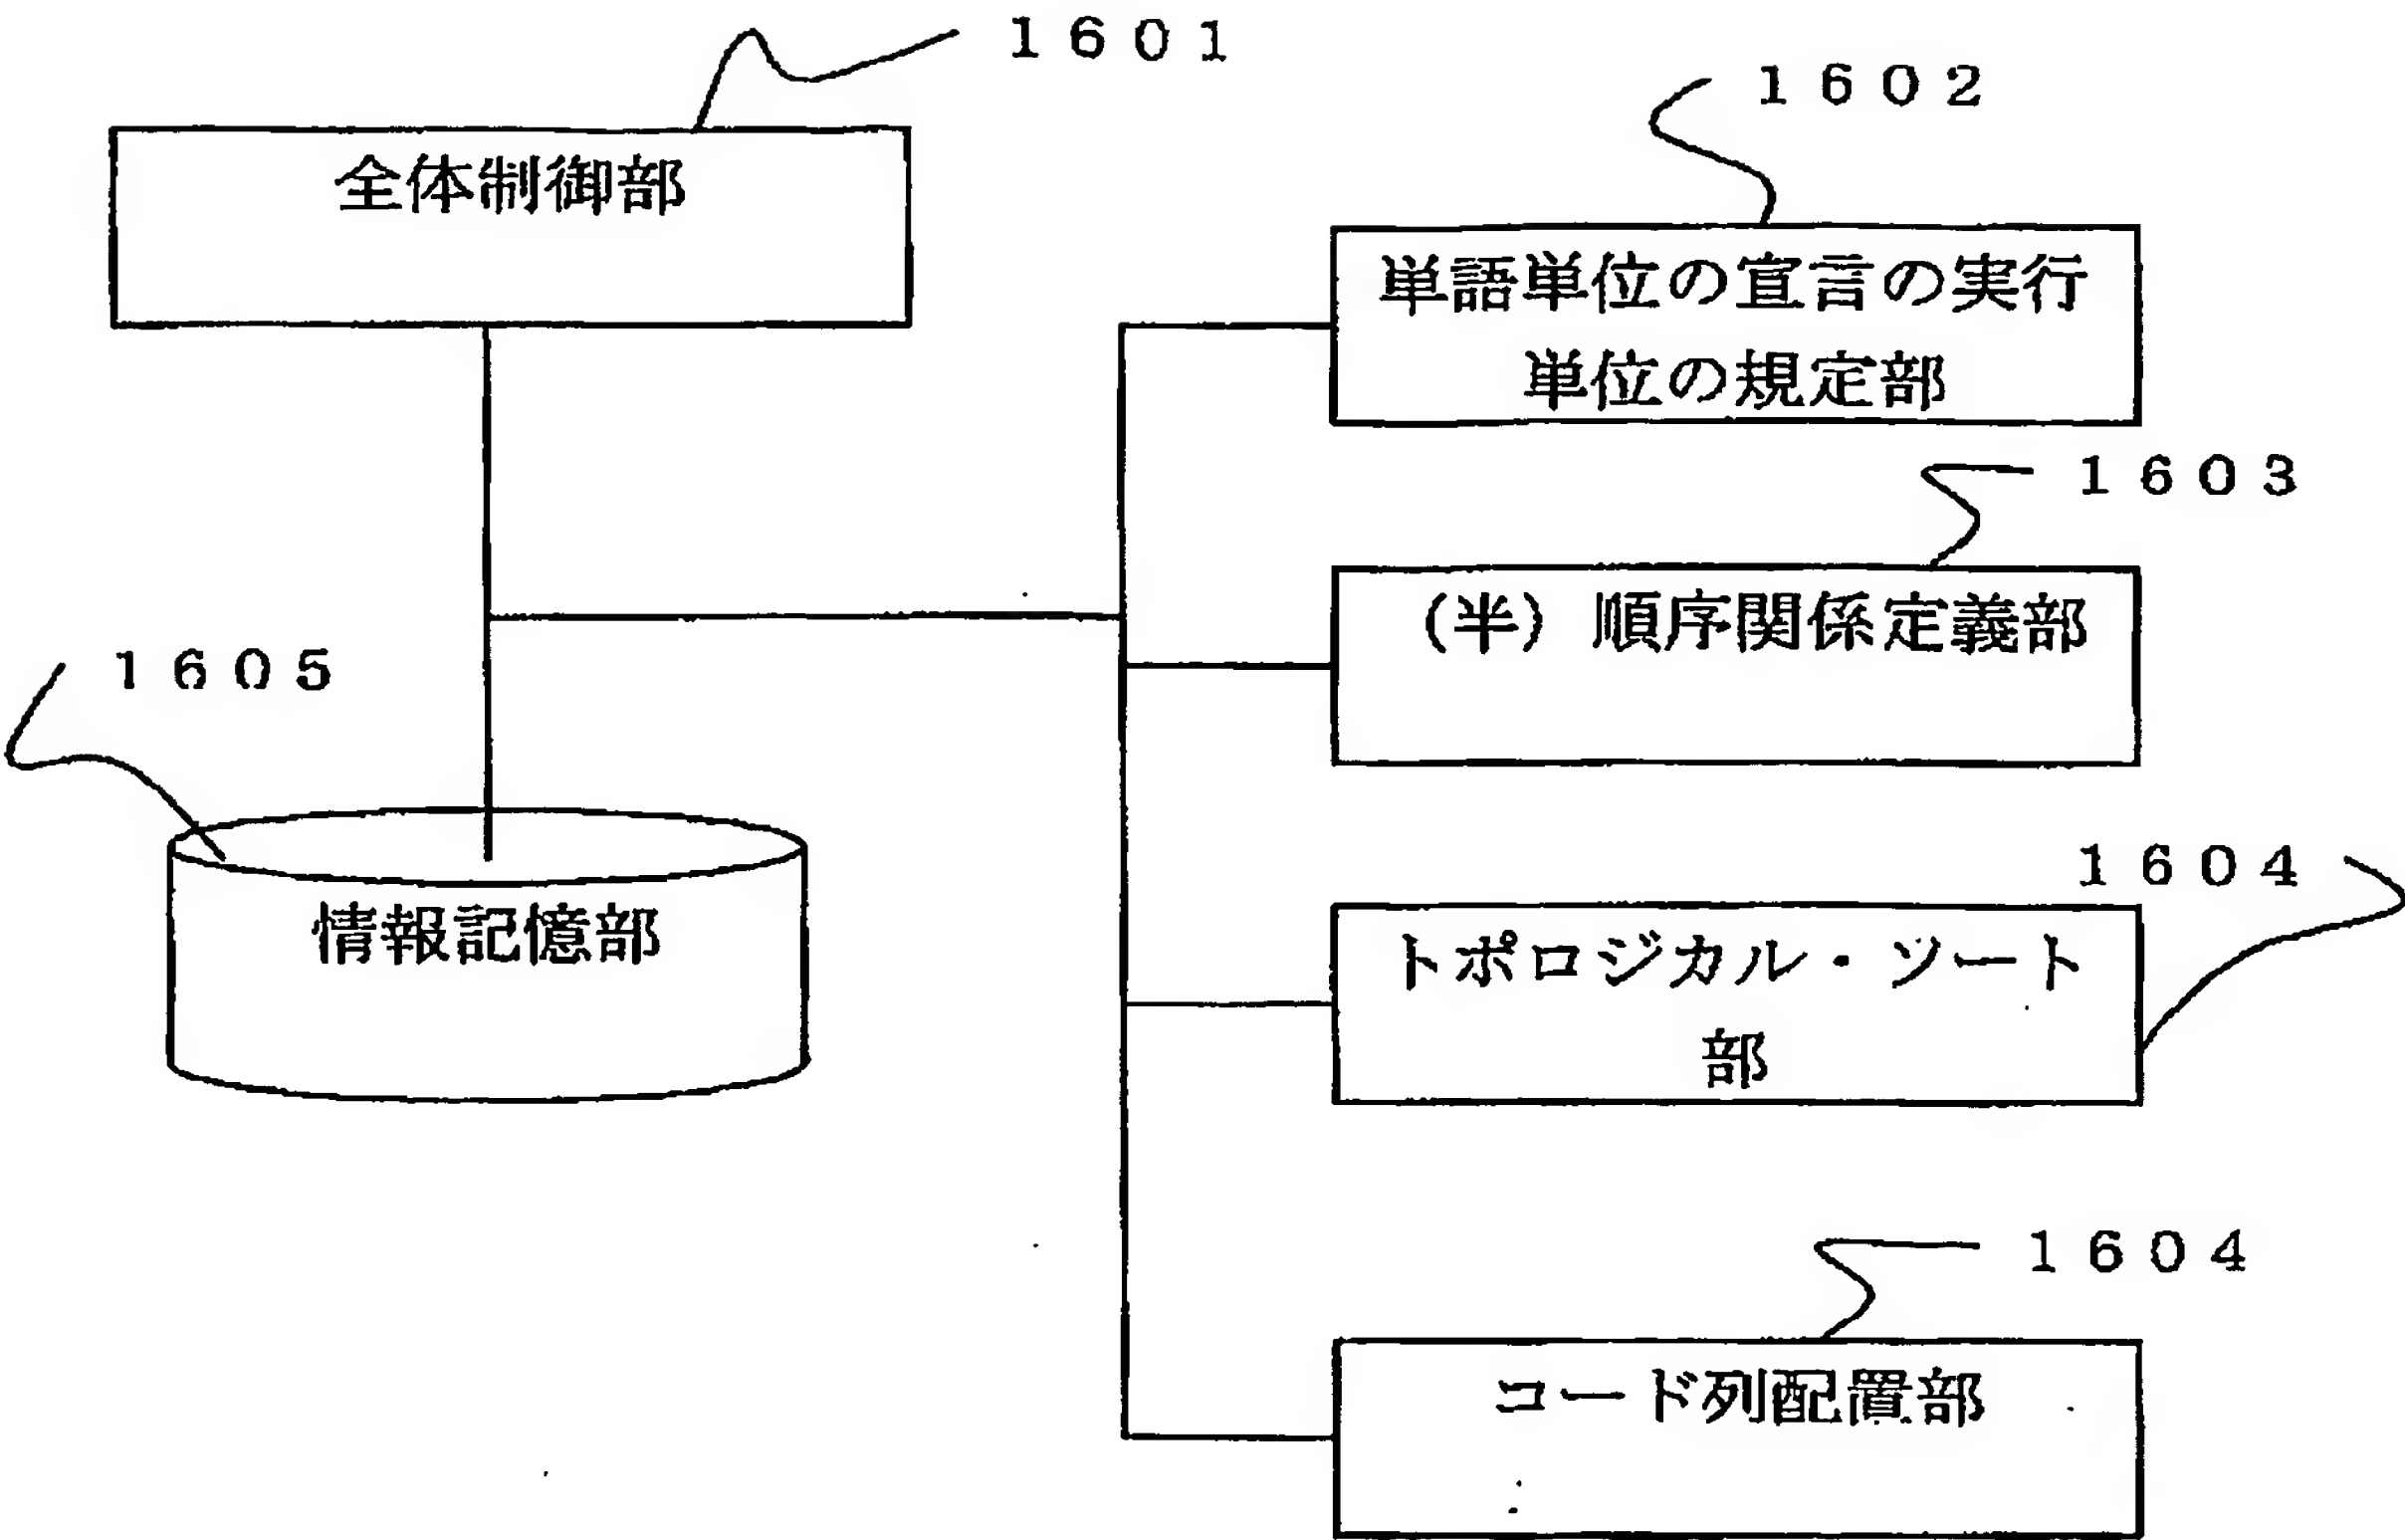 1601
全体制御部
1602
単語単位の宣言の実行
単位の規定部
1603
(半)順序関係定義部
1605
情報記憶部
1604
トポロジカル・ソート
部
1604
コード列配置部